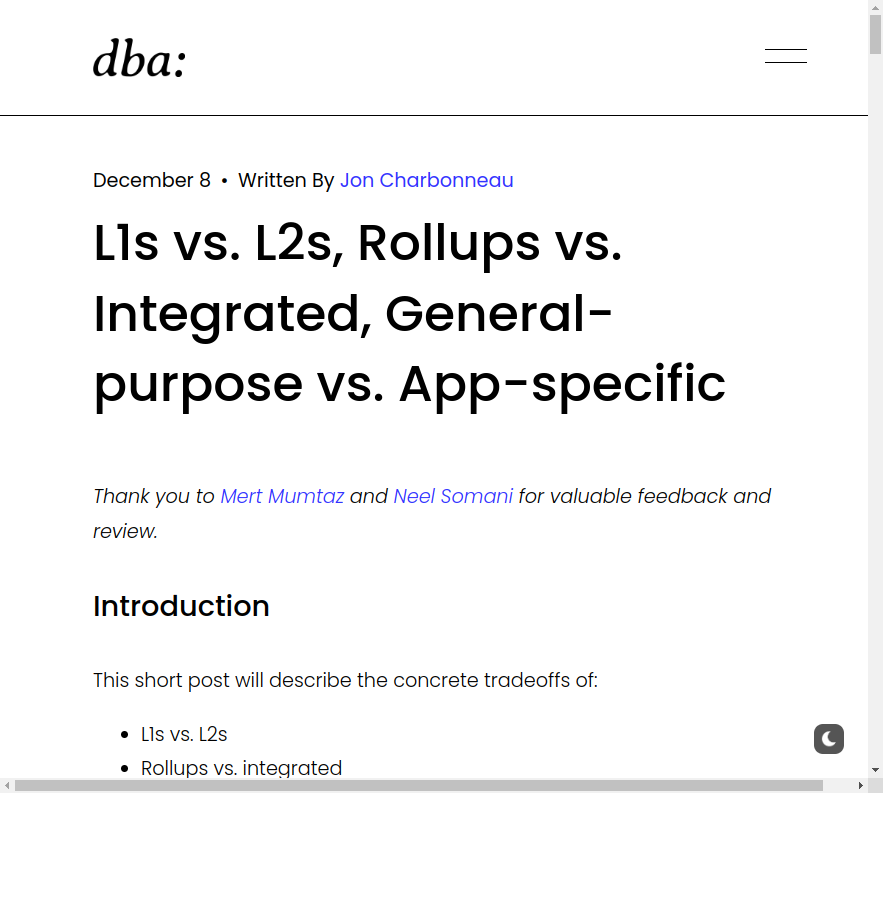 dba:
December 8 • Written By Jon Charbonneau
L1s vs. L2s, Rollups vs.
Integrated, General-
purpose vs. App-specific
Thank you to Mert Mumtaz and Neel Somani for valuable feedback and
review.
Introduction
This short post will describe the concrete tradeoffs of:
• L1s vs. L2s
• Rollups vs. integrated